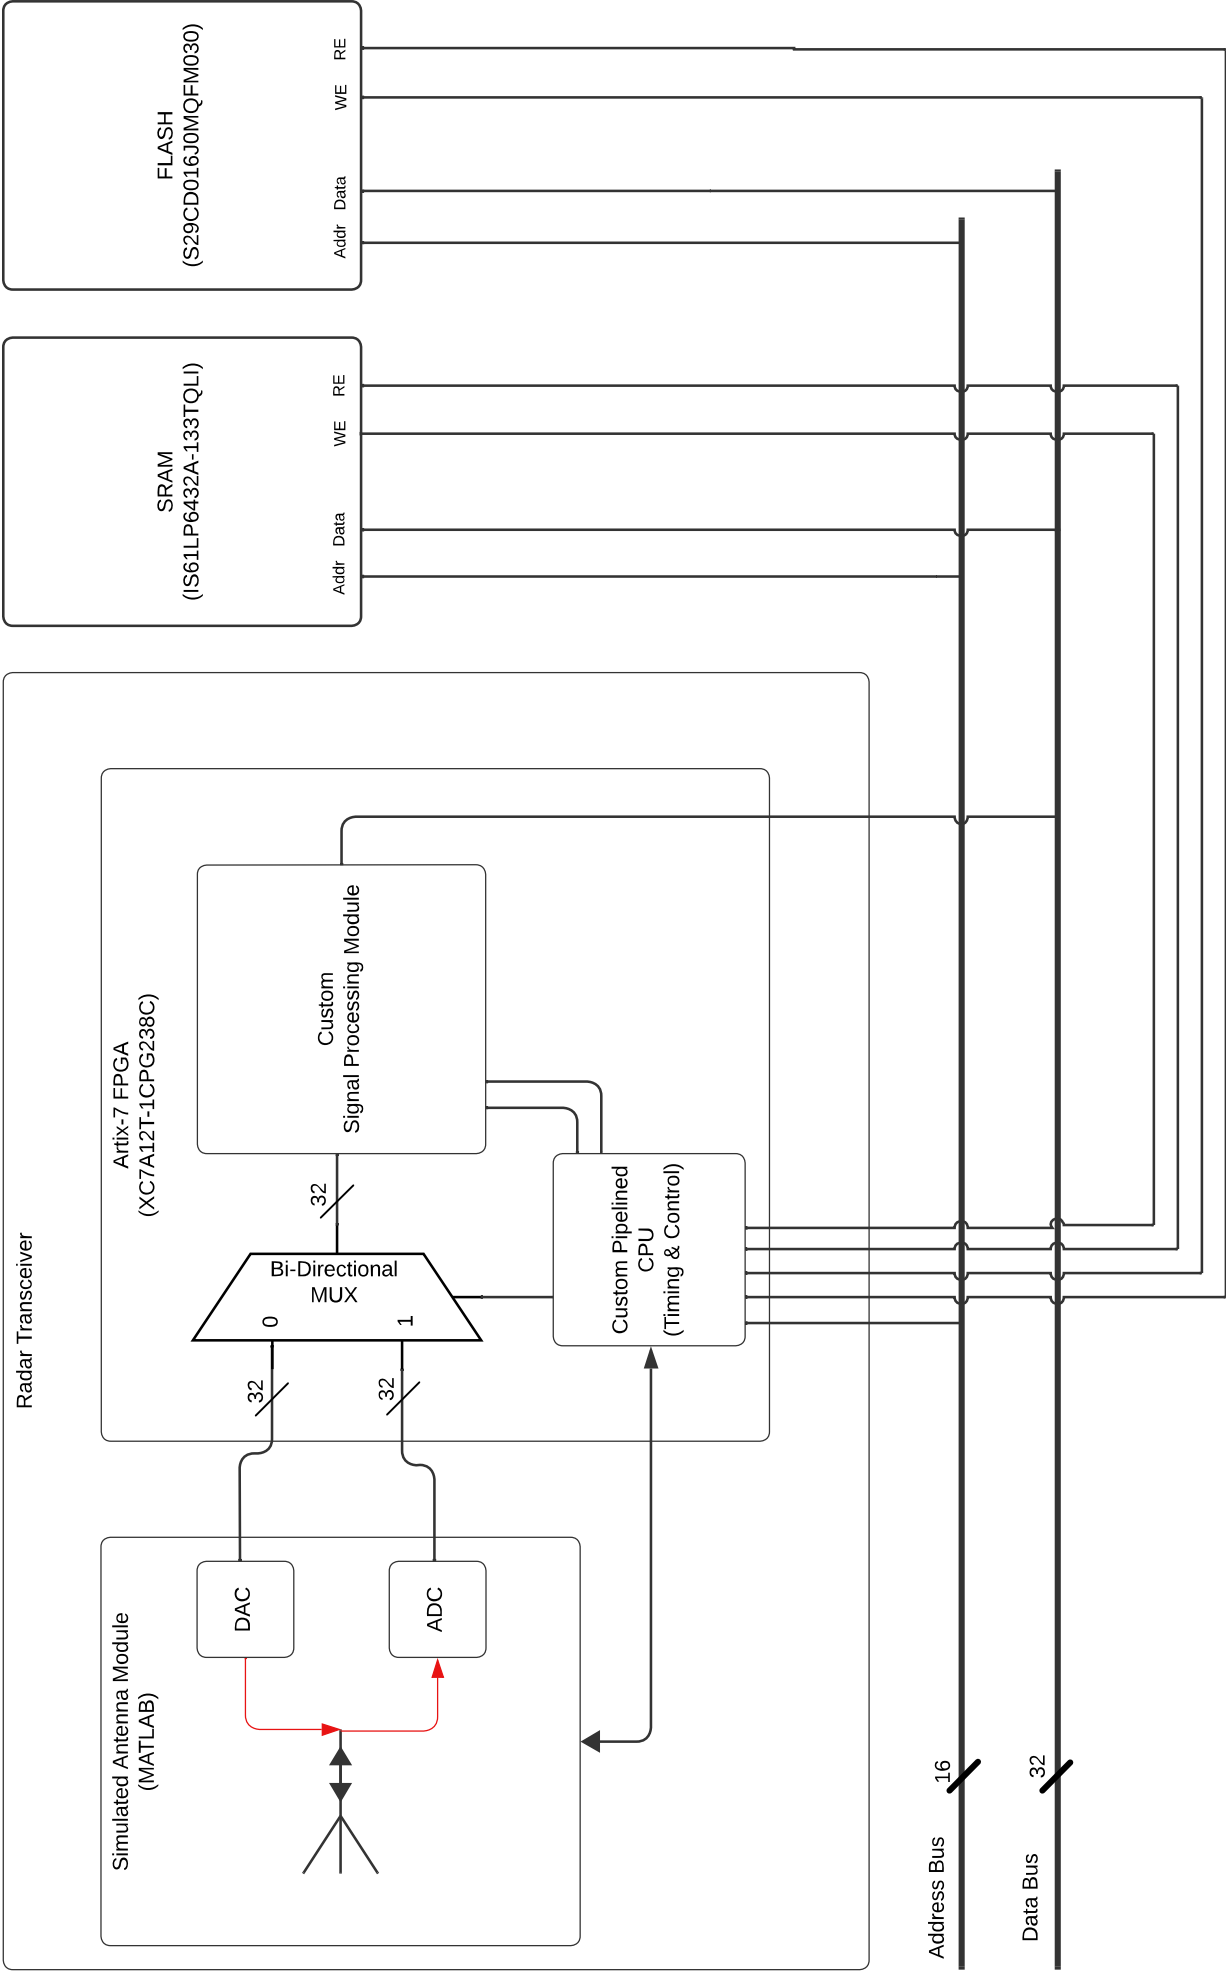 Radar Transceiver
Simulated Antenna Module
(MATLAB)
DAC
ADC
Artix-7 FPGA
(XC7A12T-1CPG238C)
32
32
0
1
Bi-Directional
MUX
32
Custom
Signal Processing Module
Custom Pipelined
CPU
(Timing & Control)
SRAM
(IS61LP6432A-133TQLI)
Addr
Data
WE
RE
FLASH
(S29CD016J0MQFM030)
Addr
Data
WE
RE
Address Bus
16
Data Bus
32